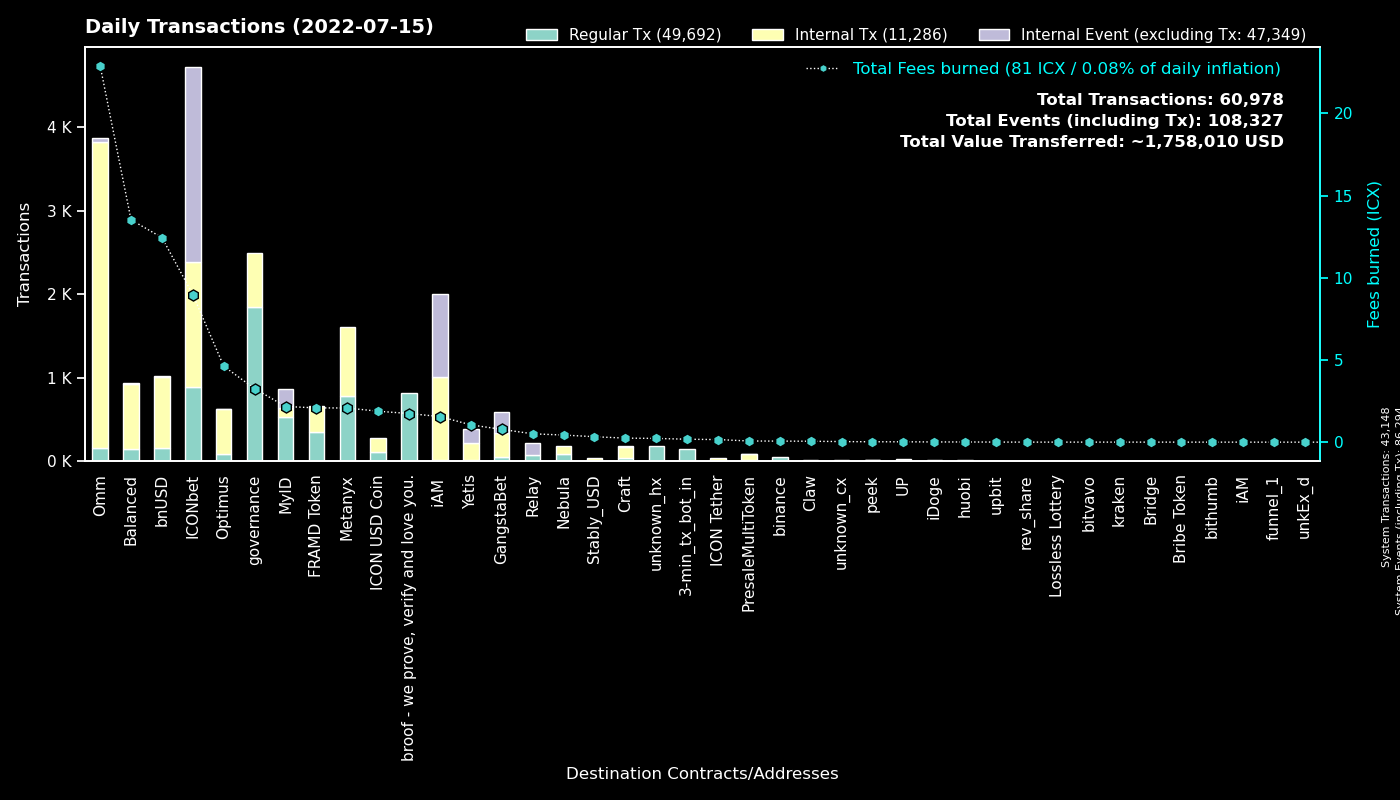 Daily Transactions (2022-07-15)
Regular Tx (49,692)
Internal Tx (11,286)
Internal Event (excluding Tx: 47,349)
Total Fees burned (81 ICX / 0.08% of daily inflation)
Total Transactions: 60,978
Total Events (including Tx): 108,327
Total Value Transferred: ~1,758,010 USD
Transactions
4 K
3 K
2 K
1 K
0 K
20
15
10
5
0
Fees burned (ICX)
Omm
Balanced
bnUSD
ICONbet
Optimus
governance
MyID
FRAMD Token
Metanyx
ICON USD Coin
broof - we prove, verify and love you.
iAM
Yetis
GangstaBet
Relay
Nebula
Stably_USD
Craft
unknown_hx
3-min_tx_bot_in
ICON Tether
PresaleMultiToken
binance
Claw
unknown_cx
peek
UP
iDoge
huobi
upbit
rev_share
Lossless Lottery
bitvavo
kraken
Bridge
Bribe Token
bithumb
iAM
funnel_1
unkEx_d
Destination Contracts/Addresses
System Transactions: 43,148
System Events (including Tx): 86,294